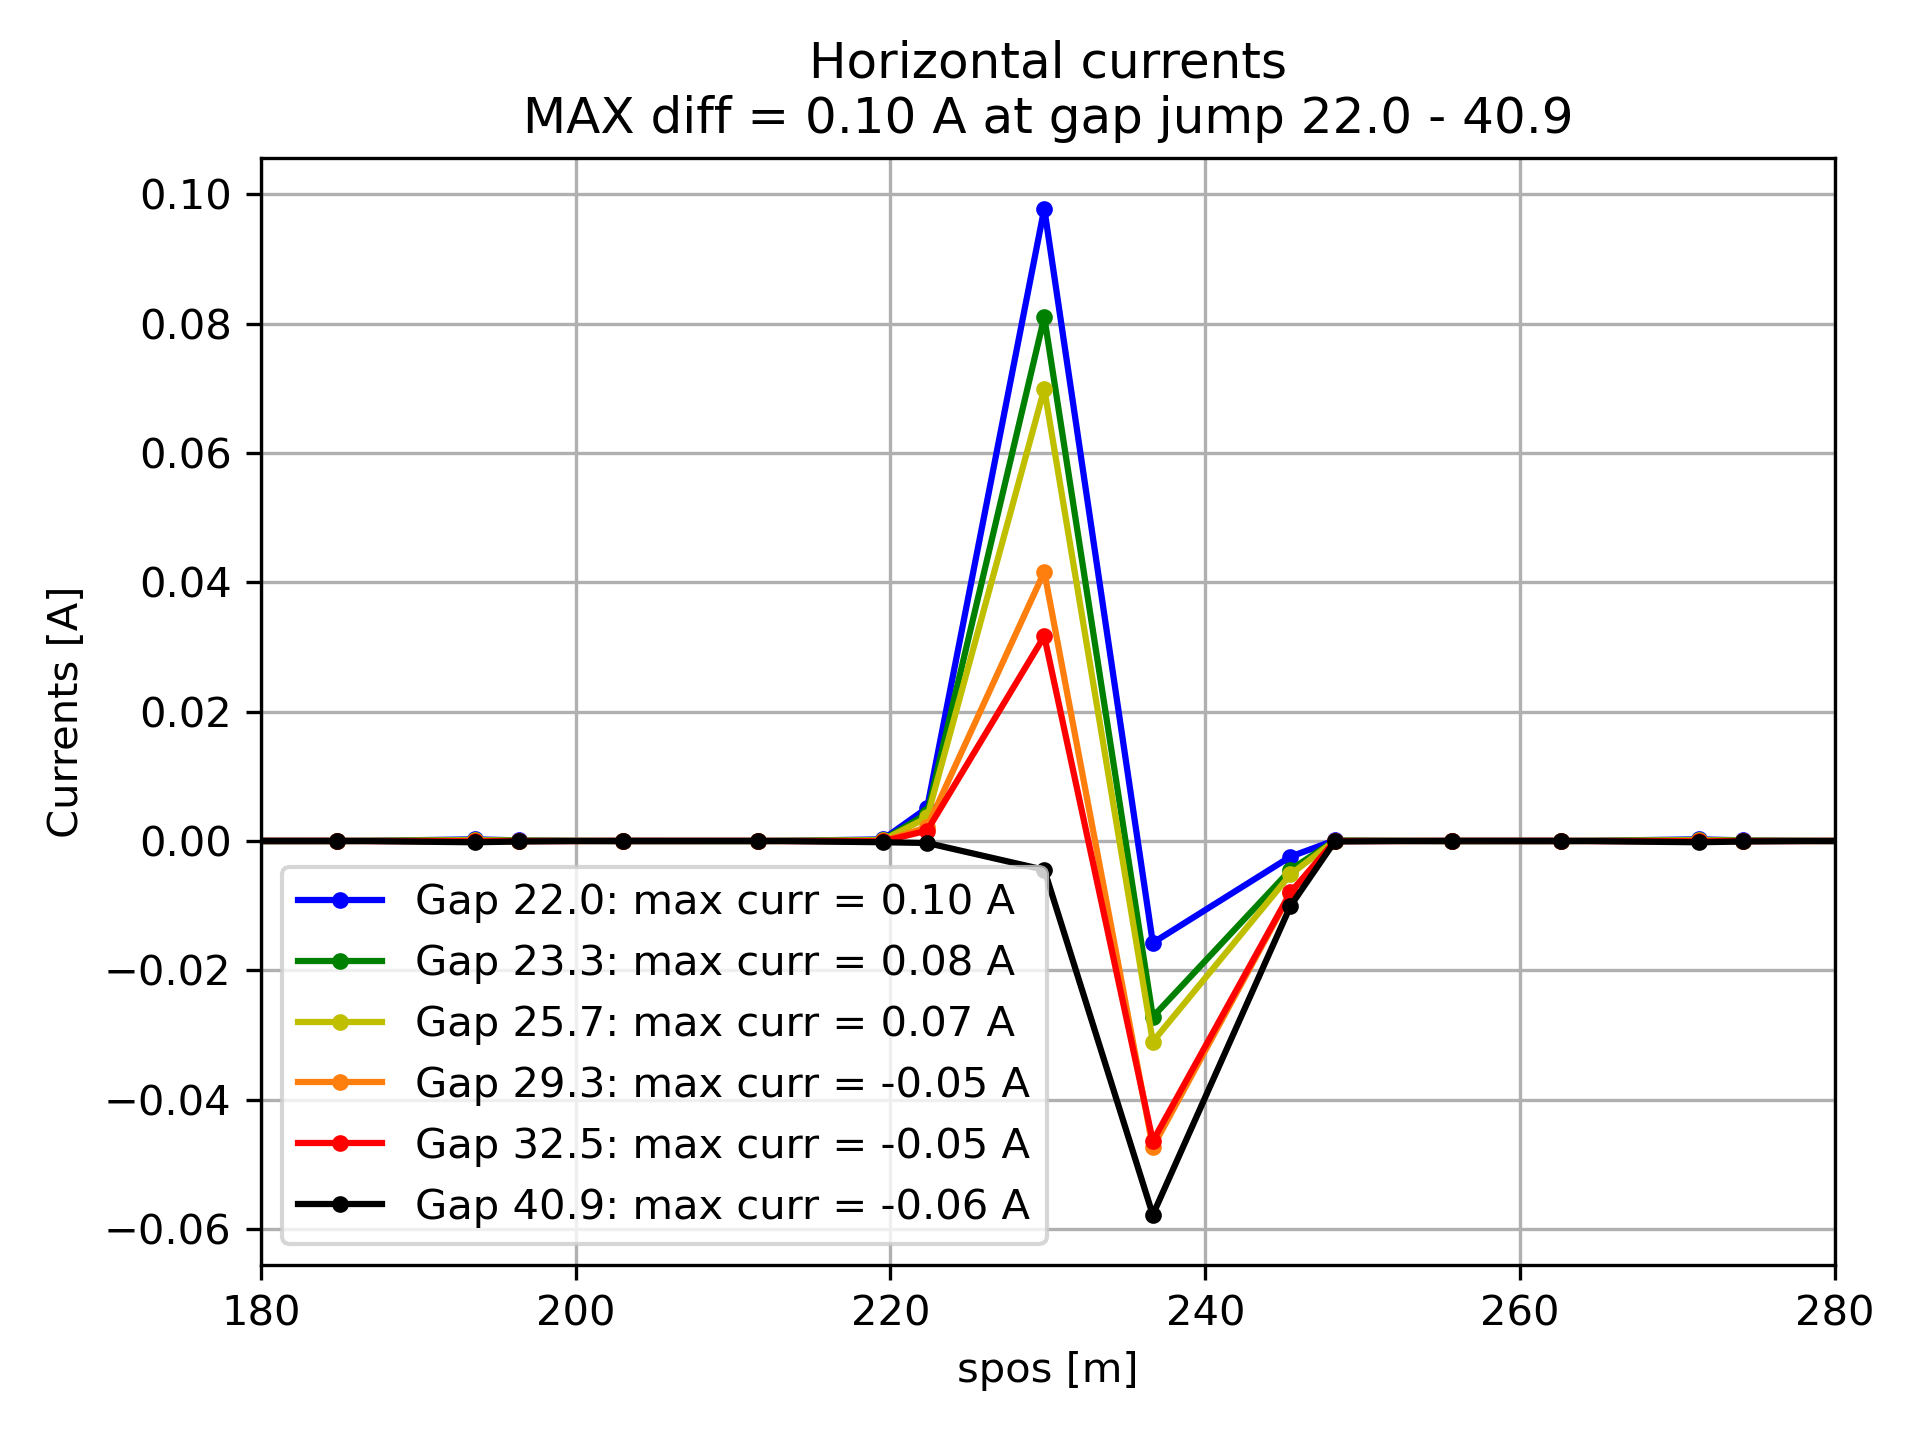 Horizontal currents
MAX diff = 0.10 A at gap jump 22.0 - 40.9
Currents [A]
0.10
0.08
0.06
0.04
0.02
0.00
−0.02
−0.04
−0.06
Gap 22.0: max curr = 0.10 A
Gap 23.3: max curr = 0.08 A
Gap 25.7: max curr = 0.07 A
Gap 29.3: max curr = -0.05 A
Gap 32.5: max curr = -0.05 A
Gap 40.9: max curr = -0.06 A
180 200 220 240 260 280
spos [m]